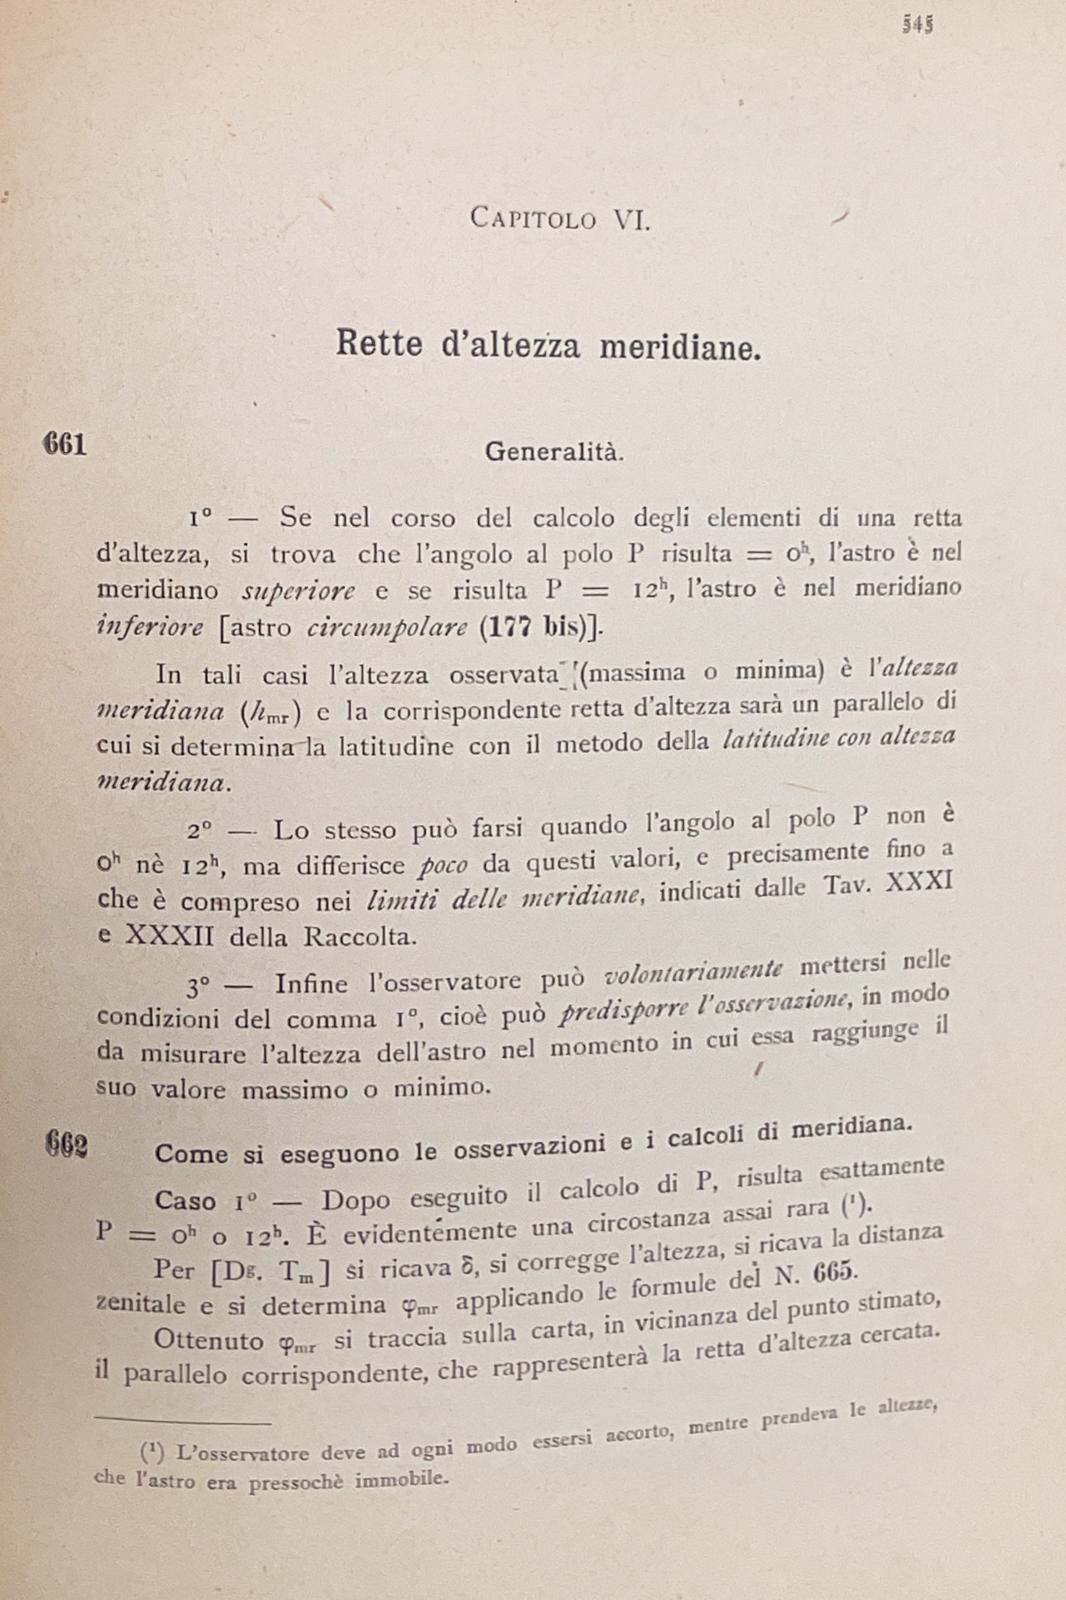 545
CAPITOLO VI.
Rette d'altezza meridiane.
661
Generalità.
1° — Se nel corso del calcolo degli elementi di una retta
d'altezza, si trova che l'angolo al polo P risulta = 0ʰ, l'astro è nel
meridiano superiore e se risulta P = 12ʰ, l'astro è nel meridiano
inferiore [astro circumpolare (177 bis)].
In tali casi l'altezza osservata (massima o minima) è l'altezza
meridiana (hmr) e la corrispondente retta d'altezza sarà un parallelo di
cui si determina la latitudine con il metodo della latitudine con altezza
meridiana.
2° — Lo stesso può farsi quando l'angolo al polo P non è
0ʰ nè 12ʰ, ma differisce poco da questi valori, e precisamente fino a
che è compreso nei limiti delle meridiane, indicati dalle Tav. XXXI
e XXXII della Raccolta.
3° — Infine l'osservatore può volontariamente mettersi nelle
condizioni del comma 1°, cioè può predisporre l'osservazione, in modo
da misurare l'altezza dell'astro nel momento in cui essa raggiunge il
suo valore massimo o minimo.
662
Come si eseguono le osservazioni e i calcoli di meridiana.
Caso 1° — Dopo eseguito il calcolo di P, risulta esattamente
P = 0ʰ o 12ʰ. È evidentemente una circostanza assai rara (¹).
Per [Dg. Tm] si ricava δ, si corregge l'altezza, si ricava la distanza
zenitale e si determina φmr applicando le formule del N. 665.
Ottenuto φmr si traccia sulla carta, in vicinanza del punto stimato,
il parallelo corrispondente, che rappresenterà la retta d'altezza cercata.
(¹) L'osservatore deve ad ogni modo essersi accorto, mentre prendeva le altezze,
che l'astro era pressochè immobile.